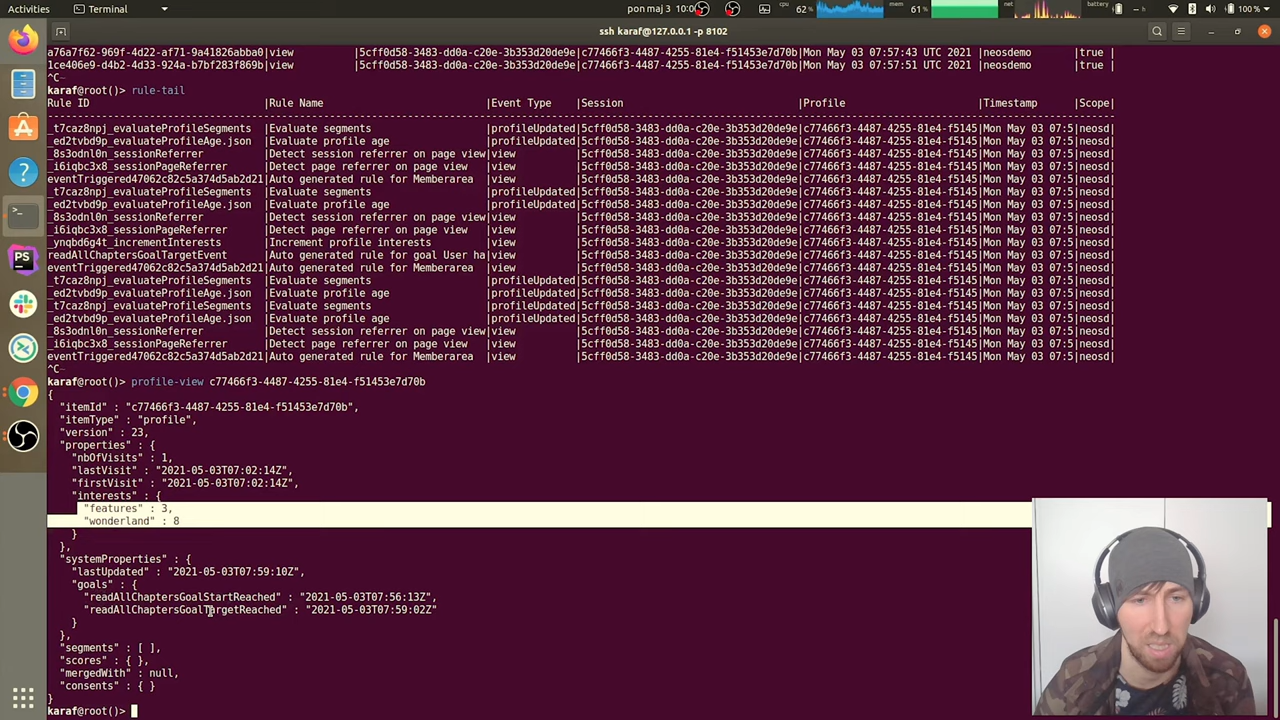 Activities
Terminal
pon maj 3 10:0
cpu
62 %
mem
61 %
net
battery
100 %
ssh karaf@127.0.0.1 -p 8102
a76a7f62-969f-4d22-af71-9a41826abba0|view |5cff0d58-3483-dd0a-c20e-3b353d20de9e|c77466f3-4487-4255-81e4-f51453e7d70b|Mon May 03 07:57:43 UTC 2021 |neosdemo |true |
1ce406e9-d4b2-4d33-924a-b7bf283f869b|view |5cff0d58-3483-dd0a-c20e-3b353d20de9e|c77466f3-4487-4255-81e4-f51453e7d70b|Mon May 03 07:57:51 UTC 2021 |neosdemo |true |
^C
karaf@root()> rule-tail
Rule ID |Rule Name |Event Type |Session |Profile |Timestamp |Scope|
_t7caz8npj_evaluateProfileSegments |Evaluate segments |profileUpdated|5cff0d58-3483-dd0a-c20e-3b353d20de9e|c77466f3-4487-4255-81e4-f5145|Mon May 03 07:5|neosd|
_ed2tvbd9p_evaluateProfileAge.json |Evaluate profile age |profileUpdated|5cff0d58-3483-dd0a-c20e-3b353d20de9e|c77466f3-4487-4255-81e4-f5145|Mon May 03 07:5|neosd|
_8s3odnl0n_sessionReferrer |Detect session referrer on page view|view |5cff0d58-3483-dd0a-c20e-3b353d20de9e|c77466f3-4487-4255-81e4-f5145|Mon May 03 07:5|neosd|
_i6iqbc3x8_sessionPageReferrer |Detect page referrer on page view |view |5cff0d58-3483-dd0a-c20e-3b353d20de9e|c77466f3-4487-4255-81e4-f5145|Mon May 03 07:5|neosd|
eventTriggered47062c82c5a374d5ab2d21|Auto generated rule for Memberarea |view |5cff0d58-3483-dd0a-c20e-3b353d20de9e|c77466f3-4487-4255-81e4-f5145|Mon May 03 07:5|neosd|
_t7caz8npj_evaluateProfileSegments |Evaluate segments |profileUpdated|5cff0d58-3483-dd0a-c20e-3b353d20de9e|c77466f3-4487-4255-81e4-f5145|Mon May 03 07:5|neosd|
_ed2tvbd9p_evaluateProfileAge.json |Evaluate profile age |profileUpdated|5cff0d58-3483-dd0a-c20e-3b353d20de9e|c77466f3-4487-4255-81e4-f5145|Mon May 03 07:5|neosd|
_8s3odnl0n_sessionReferrer |Detect session referrer on page view|view |5cff0d58-3483-dd0a-c20e-3b353d20de9e|c77466f3-4487-4255-81e4-f5145|Mon May 03 07:5|neosd|
_i6iqbc3x8_sessionPageReferrer |Detect page referrer on page view |view |5cff0d58-3483-dd0a-c20e-3b353d20de9e|c77466f3-4487-4255-81e4-f5145|Mon May 03 07:5|neosd|
_ynqbd6g4t_incrementInterests |Increment profile interests |view |5cff0d58-3483-dd0a-c20e-3b353d20de9e|c77466f3-4487-4255-81e4-f5145|Mon May 03 07:5|neosd|
readAllChaptersGoalTargetEvent |Auto generated rule for goal User ha|view |5cff0d58-3483-dd0a-c20e-3b353d20de9e|c77466f3-4487-4255-81e4-f5145|Mon May 03 07:5|neosd|
eventTriggered47062c82c5a374d5ab2d21|Auto generated rule for Memberarea |view |5cff0d58-3483-dd0a-c20e-3b353d20de9e|c77466f3-4487-4255-81e4-f5145|Mon May 03 07:5|neosd|
_t7caz8npj_evaluateProfileSegments |Evaluate segments |profileUpdated|5cff0d58-3483-dd0a-c20e-3b353d20de9e|c77466f3-4487-4255-81e4-f5145|Mon May 03 07:5|neosd|
_ed2tvbd9p_evaluateProfileAge.json |Evaluate profile age |profileUpdated|5cff0d58-3483-dd0a-c20e-3b353d20de9e|c77466f3-4487-4255-81e4-f5145|Mon May 03 07:5|neosd|
_t7caz8npj_evaluateProfileSegments |Evaluate segments |profileUpdated|5cff0d58-3483-dd0a-c20e-3b353d20de9e|c77466f3-4487-4255-81e4-f5145|Mon May 03 07:5|neosd|
_ed2tvbd9p_evaluateProfileAge.json |Evaluate profile age |profileUpdated|5cff0d58-3483-dd0a-c20e-3b353d20de9e|c77466f3-4487-4255-81e4-f5145|Mon May 03 07:5|neosd|
_8s3odnl0n_sessionReferrer |Detect session referrer on page view|view |5cff0d58-3483-dd0a-c20e-3b353d20de9e|c77466f3-4487-4255-81e4-f5145|Mon May 03 07:5|neosd|
_i6iqbc3x8_sessionPageReferrer |Detect page referrer on page view |view |5cff0d58-3483-dd0a-c20e-3b353d20de9e|c77466f3-4487-4255-81e4-f5145|Mon May 03 07:5|neosd|
eventTriggered47062c82c5a374d5ab2d21|Auto generated rule for Memberarea |view |5cff0d58-3483-dd0a-c20e-3b353d20de9e|c77466f3-4487-4255-81e4-f5145|Mon May 03 07:5|neosd|
^C
karaf@root()> profile-view c77466f3-4487-4255-81e4-f51453e7d70b
{
"itemId" : "c77466f3-4487-4255-81e4-f51453e7d70b",
"itemType" : "profile",
"version" : 23,
"properties" : {
"nbOfVisits" : 1,
"lastVisit" : "2021-05-03T07:02:14Z",
"firstVisit" : "2021-05-03T07:02:14Z",
"interests" : {
"features" : 3,
"wonderland" : 8
}
},
"systemProperties" : {
"lastUpdated" : "2021-05-03T07:59:10Z",
"goals" : {
"readAllChaptersGoalStartReached" : "2021-05-03T07:56:13Z",
"readAllChaptersGoalTargetReached" : "2021-05-03T07:59:02Z"
}
},
"segments" : [ ],
"scores" : { },
"mergedWith" : null,
"consents" : { }
}
karaf@root()>
PS